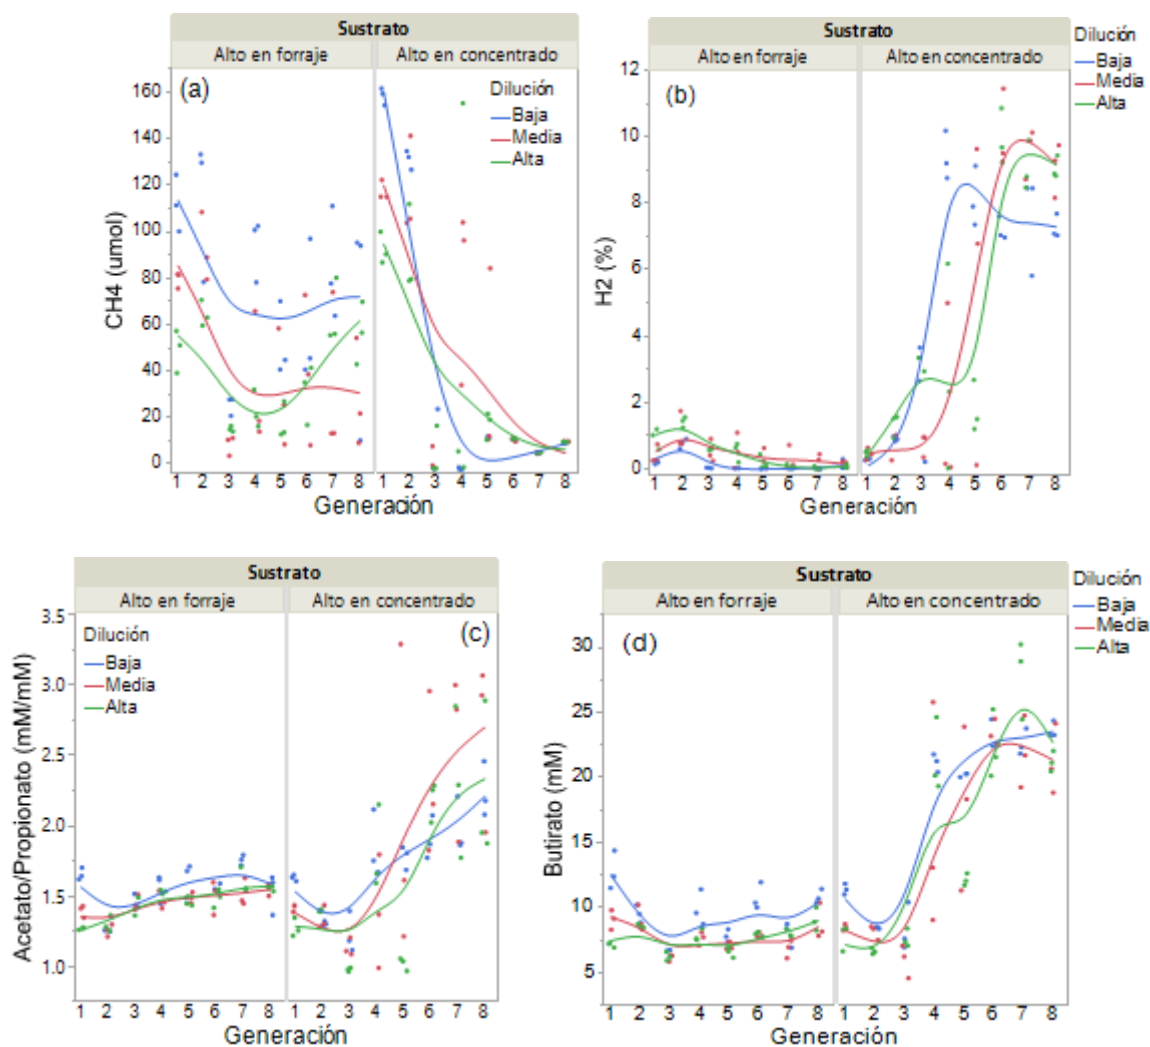 Sustrato
Alto en forraje Alto en concentrado
(a)
Dilución
Baja
Media
Alta
CH4 (umol)
160
140
120
100
80
60
40
20
0
1 2 3 4 5 6 7 8 1 2 3 4 5 6 7 8
Generación
Sustrato
Alto en forraje Alto en concentrado
(b)
Dilución
Baja
Media
Alta
H2 (%)
12
10
8
6
4
2
0
1 2 3 4 5 6 7 8 1 2 3 4 5 6 7 8
Generación
Sustrato
Alto en forraje Alto en concentrado
(c)
Dilución
Baja
Media
Alta
Acetato/Propionato (mM/mM)
3.5
3.0
2.5
2.0
1.5
1.0
1 2 3 4 5 6 7 8 1 2 3 4 5 6 7 8
Generación
Sustrato
Alto en forraje Alto en concentrado
(d)
Dilución
Baja
Media
Alta
Butirato (mM)
30
25
20
15
10
5
1 2 3 4 5 6 7 8 1 2 3 4 5 6 7 8
Generación